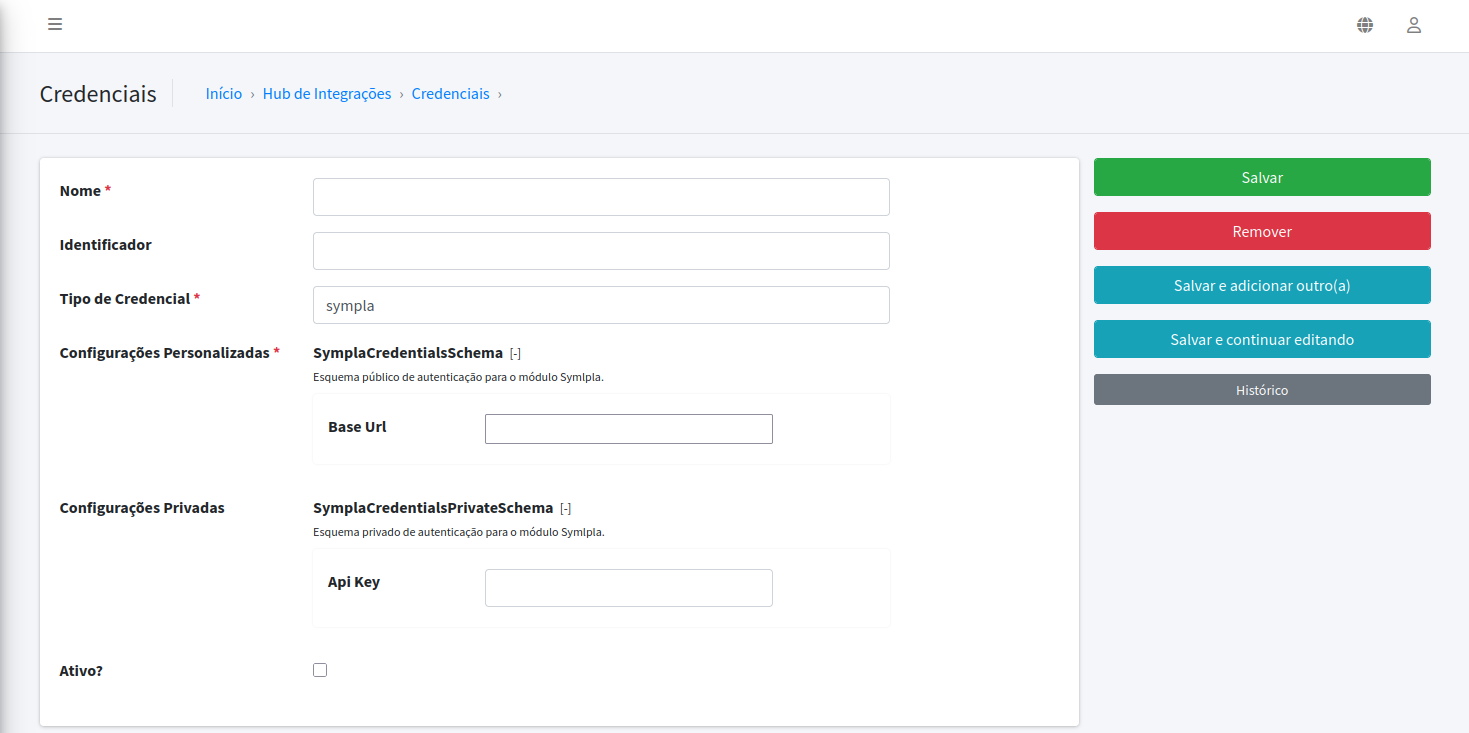 Credenciais
Início › Hub de Integrações › Credenciais ›
Nome *
Identificador
Tipo de Credencial *
sympla
Configurações Personalizadas *
SymplaCredentialsSchema [-]
Esquema público de autenticação para o módulo Symlpla.
Base Url
Configurações Privadas
SymplaCredentialsPrivateSchema [-]
Esquema privado de autenticação para o módulo Symlpla.
Api Key
Ativo?
Salvar
Remover
Salvar e adicionar outro(a)
Salvar e continuar editando
Histórico